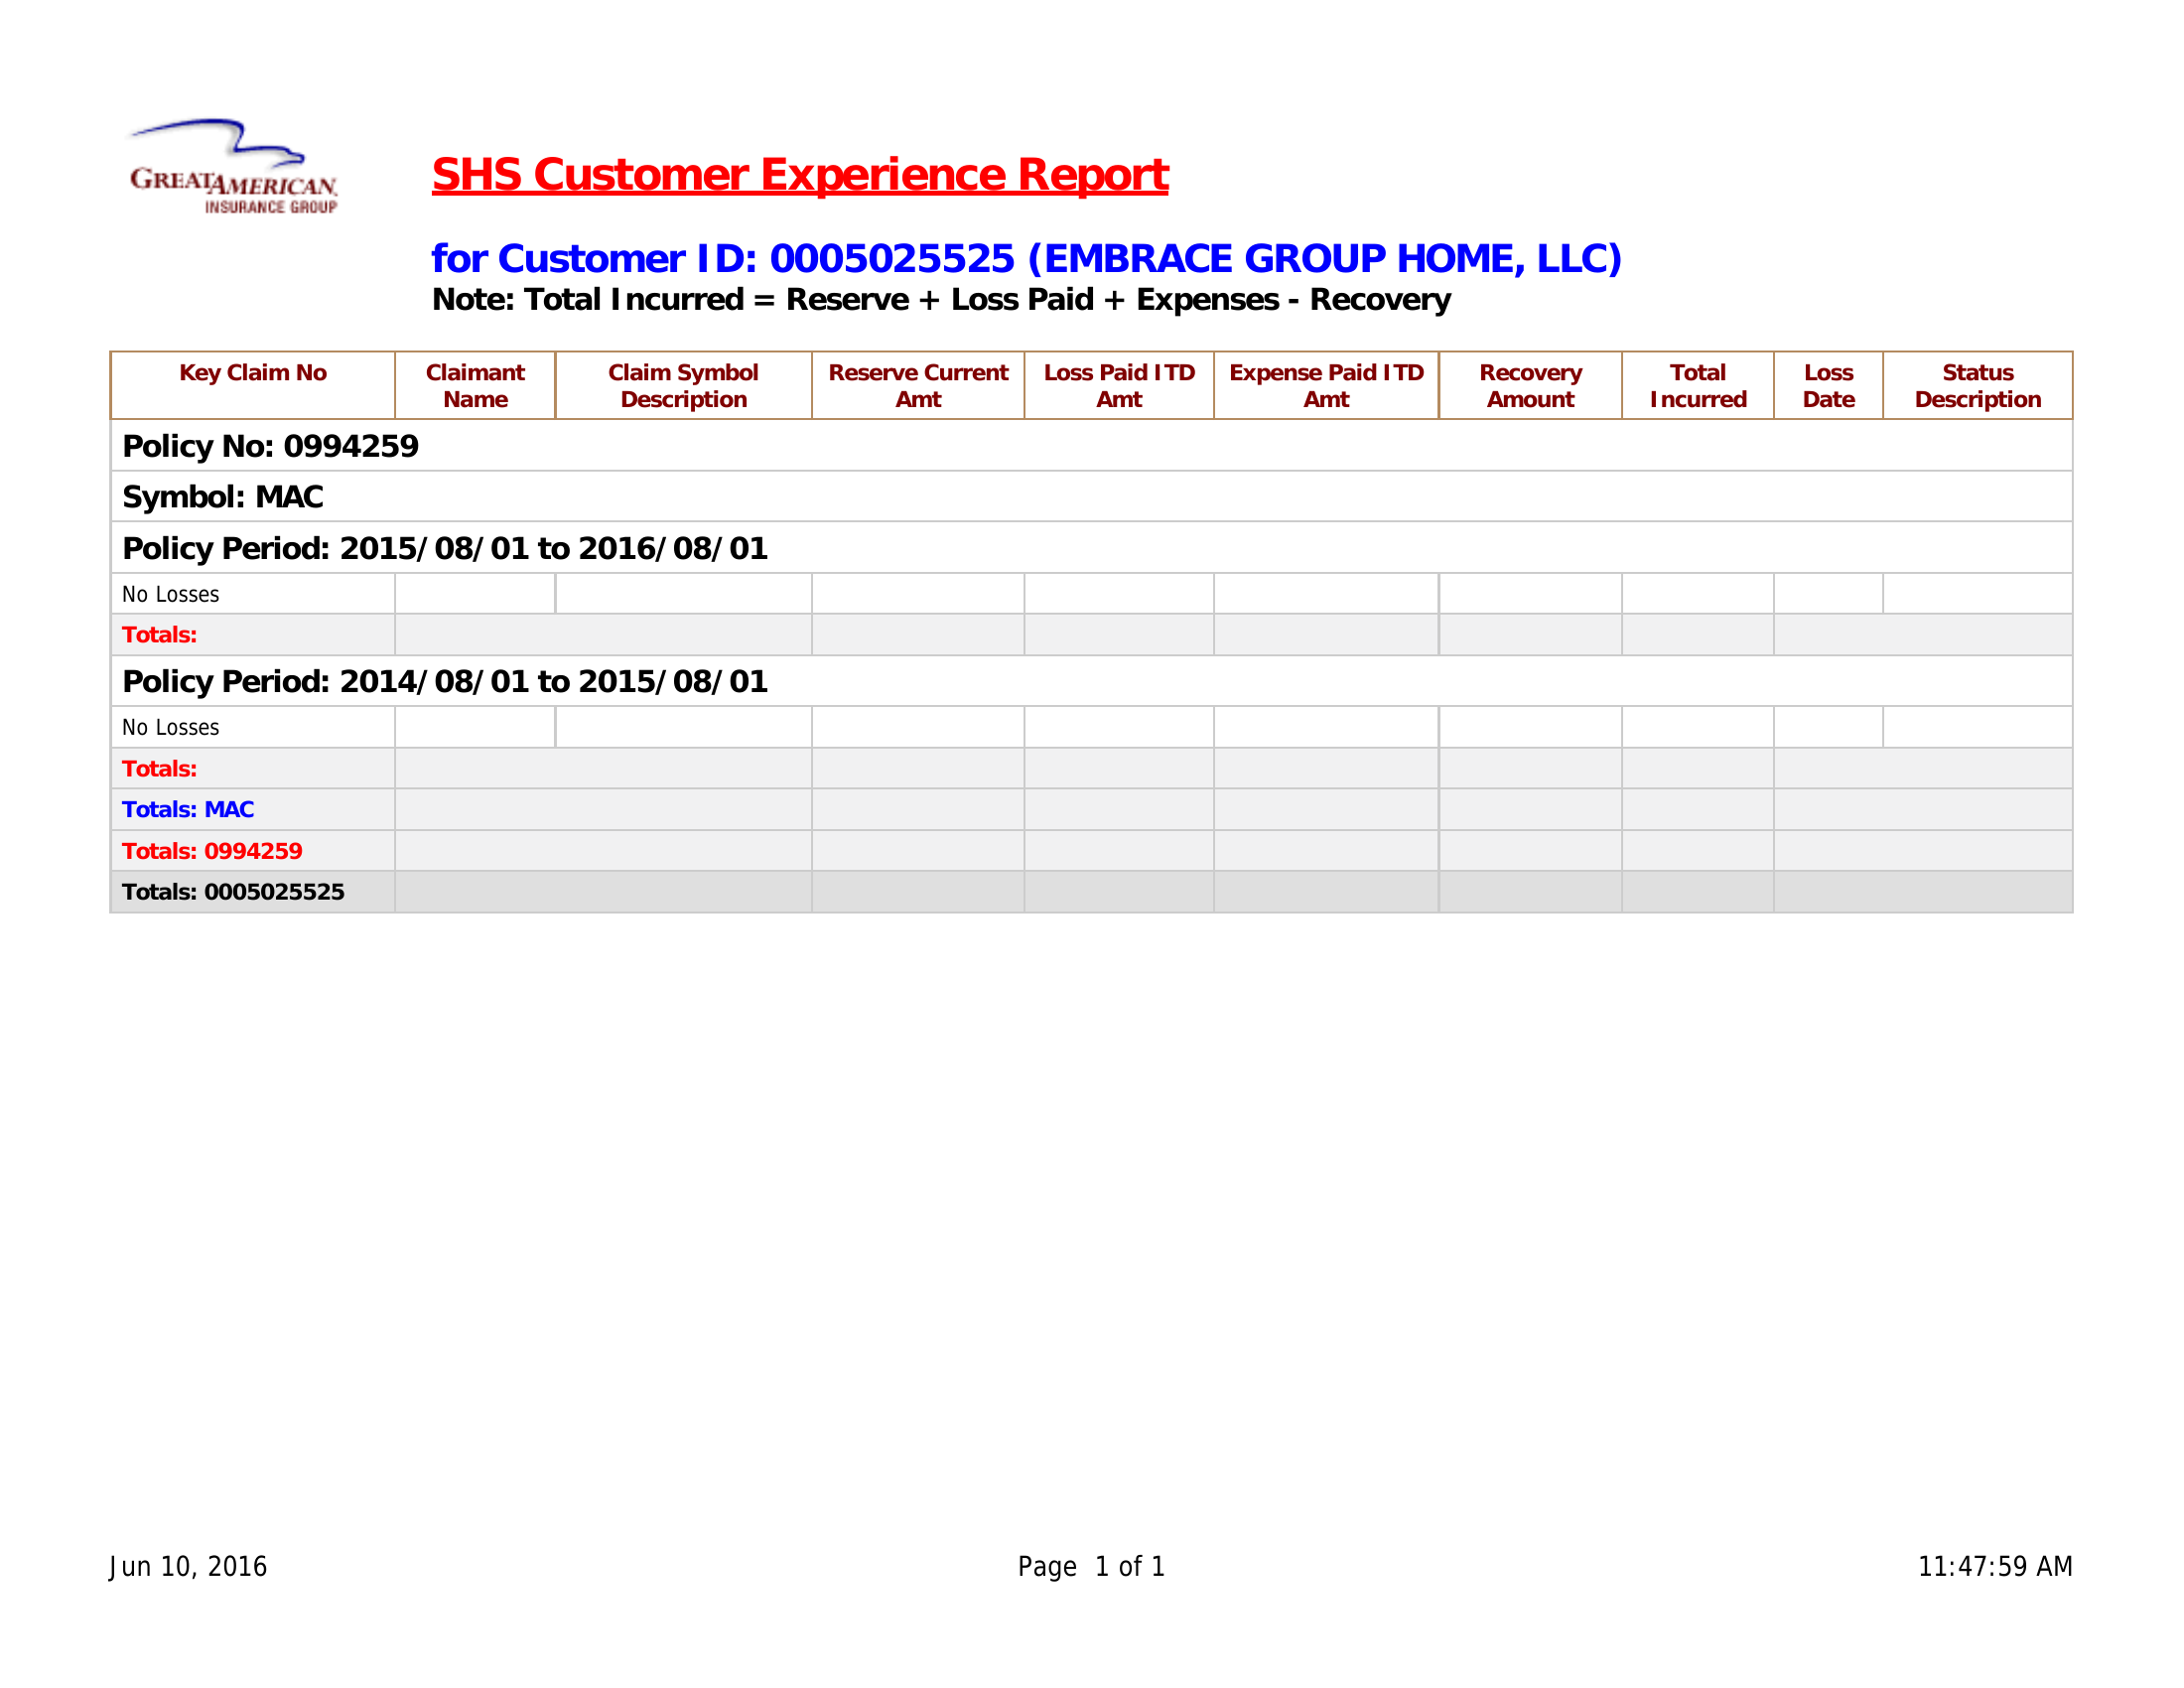 GREATAMERICAN.
INSURANCE GROUP
SHS Customer Experience Report
for Customer ID: 0005025525 (EMBRACE GROUP HOME, LLC)
Note: Total Incurred = Reserve + Loss Paid + Expenses - Recovery
Key Claim No Claimant Name Claim Symbol Description Reserve Current Amt Loss Paid ITD Amt Expense Paid ITD Amt Recovery Amount Total Incurred Loss Date Status Description
Policy No: 0994259
Symbol: MAC
Policy Period: 2015/08/01 to 2016/08/01
No Losses
Totals:
Policy Period: 2014/08/01 to 2015/08/01
No Losses
Totals:
Totals: MAC
Totals: 0994259
Totals: 0005025525
Jun 10, 2016 Page 1 of 1 11:47:59 AM